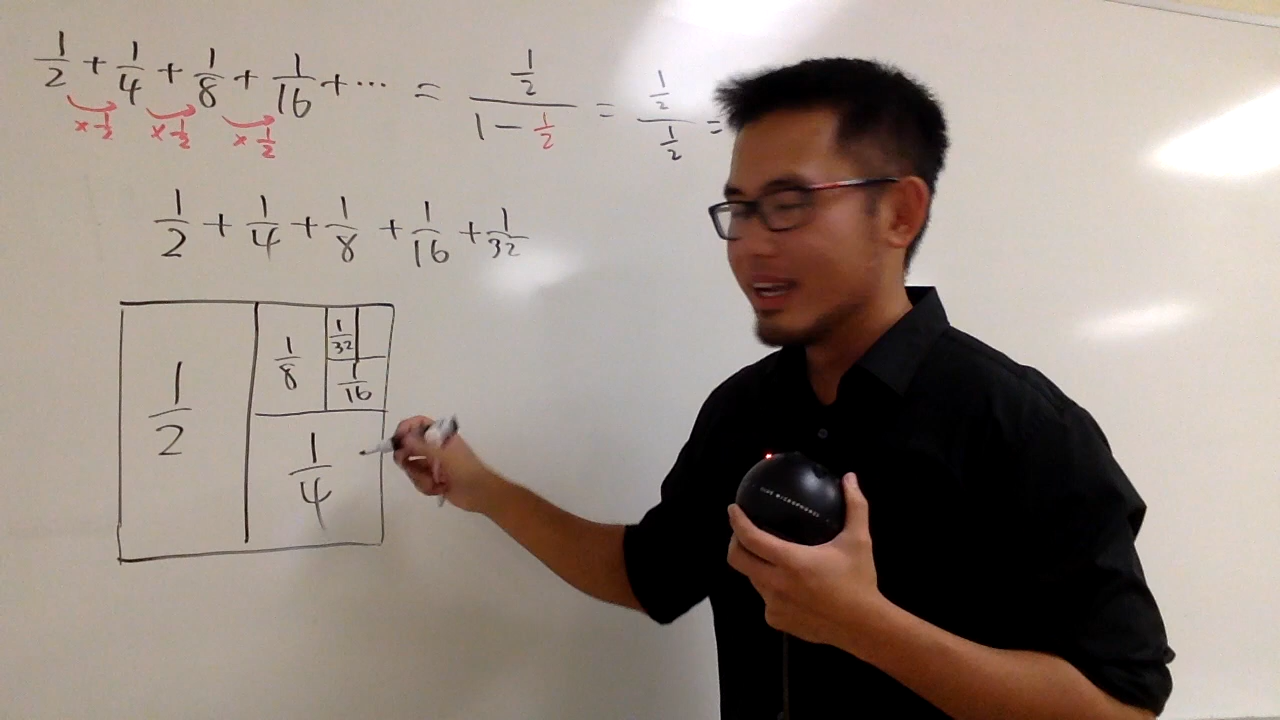 1/2 + 1/4 + 1/8 + 1/16 + ... = (1/2)/(1 - 1/2) = (1/2)/(1/2) =
×1/2 ×1/2 ×1/2
1/2 + 1/4 + 1/8 + 1/16 + 1/32
1/2 1/8 1/32
1/16
1/4
BLUE MICROPHONES